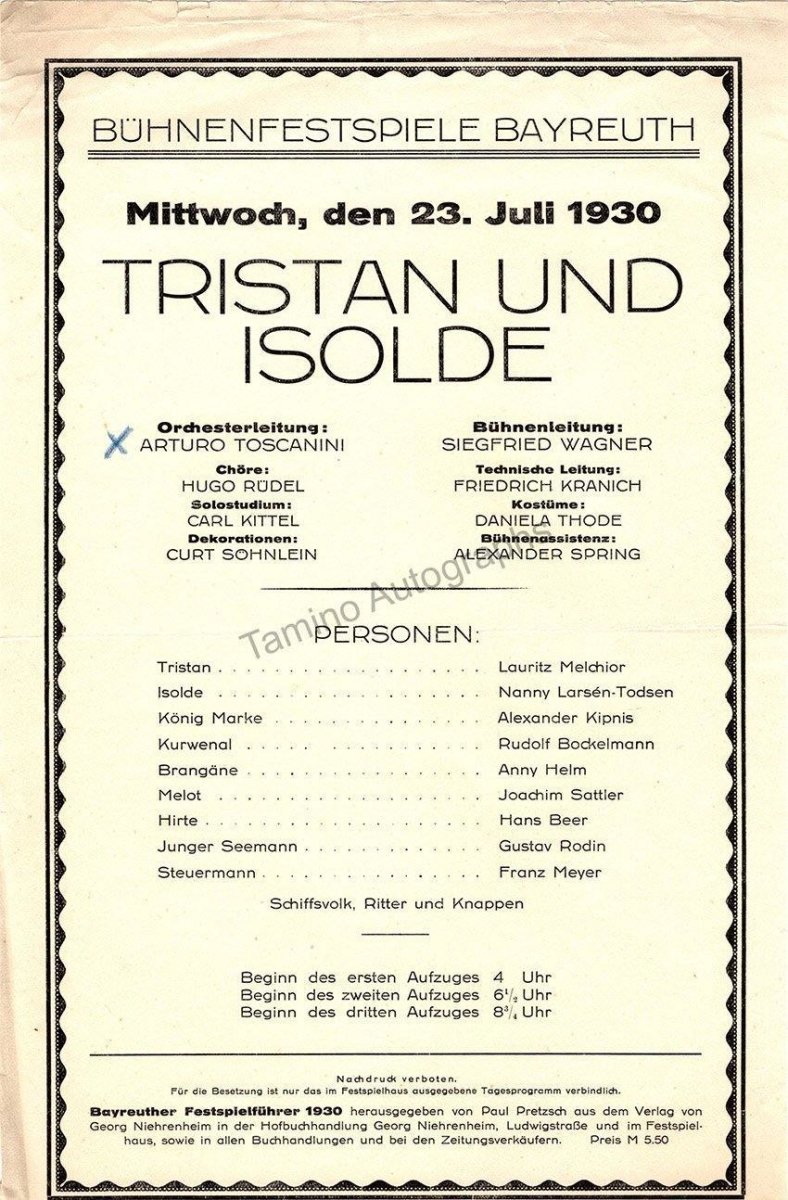 BÜHNENFESTSPIELE BAYREUTH
Mittwoch, den 23. Juli 1930
TRISTAN UND
ISOLDE
Orchesterleitung:
ARTURO TOSCANINI
Bühnenleitung:
SIEGFRIED WAGNER
Chöre:
HUGO RÜDEL
Technische Leitung:
FRIEDRICH KRANICH
Solostudium:
CARL KITTEL
Kostüme:
DANIELA THODE
Dekorationen:
CURT SÖHNLEIN
Bühnenassistenz:
ALEXANDER SPRING
Tamino Autographs
PERSONEN:
Tristan . . . . . . . . . . . . . . . . . . . Lauritz Melchior
Isolde . . . . . . . . . . . . . . . . . . . Nanny Larsén-Todsen
König Marke . . . . . . . . . . . . . . . Alexander Kipnis
Kurwenal . . . . . . . . . . . . . . . . Rudolf Bockelmann
Brangäne . . . . . . . . . . . . . . . . . Anny Helm
Melot . . . . . . . . . . . . . . . . . . . Joachim Sattler
Hirte . . . . . . . . . . . . . . . . . . . . Hans Beer
Junger Seemann . . . . . . . . . . . . . Gustav Rodin
Steuermann . . . . . . . . . . . . . . . . Franz Meyer
Schiffsvolk, Ritter und Knappen
Beginn des ersten Aufzuges 4 Uhr
Beginn des zweiten Aufzuges 6½ Uhr
Beginn des dritten Aufzuges 8¾ Uhr
Nachdruck verboten.
Für die Besetzung ist nur das im Festspielhaus ausgegebene Tagesprogramm verbindlich.
Bayreuther Festspielführer 1930 herausgegeben von Paul Pretzsch aus dem Verlag von
Georg Niehrenheim in der Hofbuchhandlung Georg Niehrenheim, Ludwigstraße und im Festspiel-
haus, sowie in allen Buchhandlungen und bei den Zeitungsverkäufern. Preis M 5.50